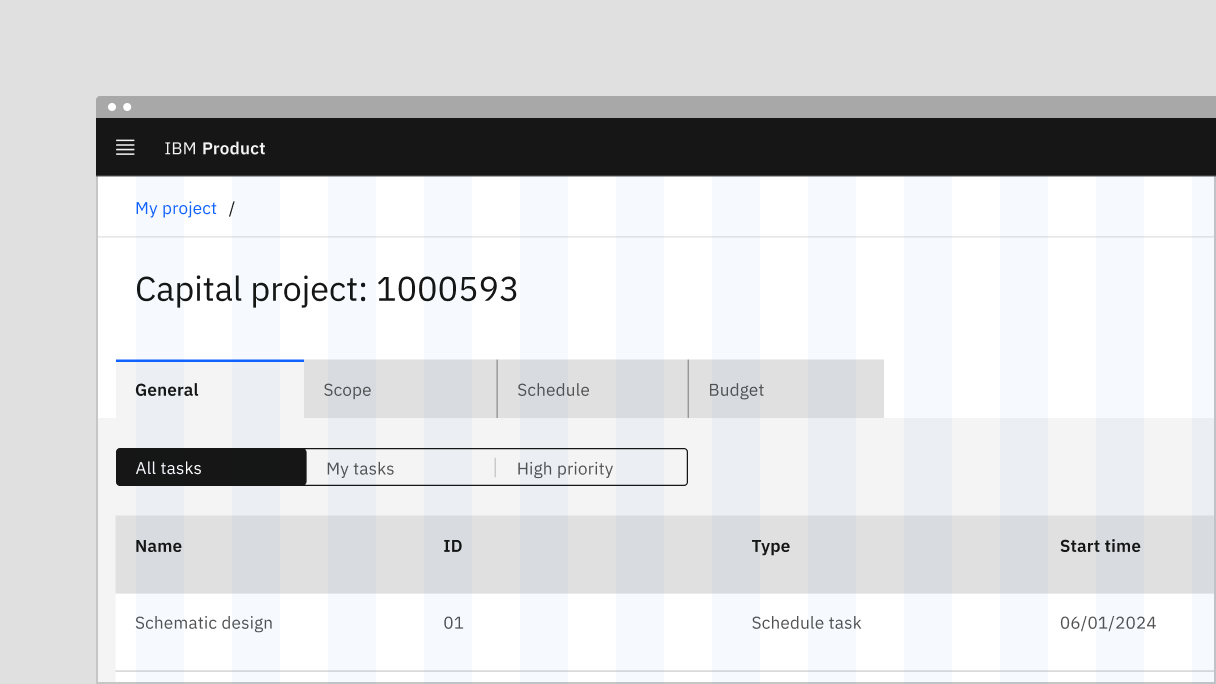 IBM Product
My project /
Capital project: 1000593
General Scope Schedule Budget
All tasks My tasks High priority
Name ID Type Start time
Schematic design 01 Schedule task 06/01/2024